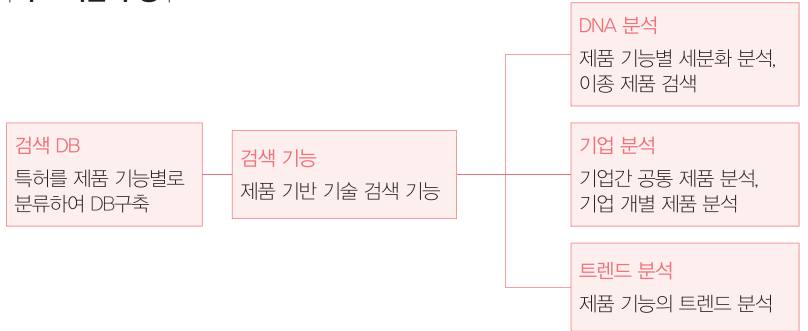 검색 DB
특허를 제품 기능별로
분류하여 DB구축
검색 기능
제품 기반 기술 검색 기능
DNA 분석
제품 기능별 세분화 분석,
이종 제품 검색
기업 분석
기업간 공통 제품 분석,
기업 개별 제품 분석
트렌드 분석
제품 기능의 트렌드 분석